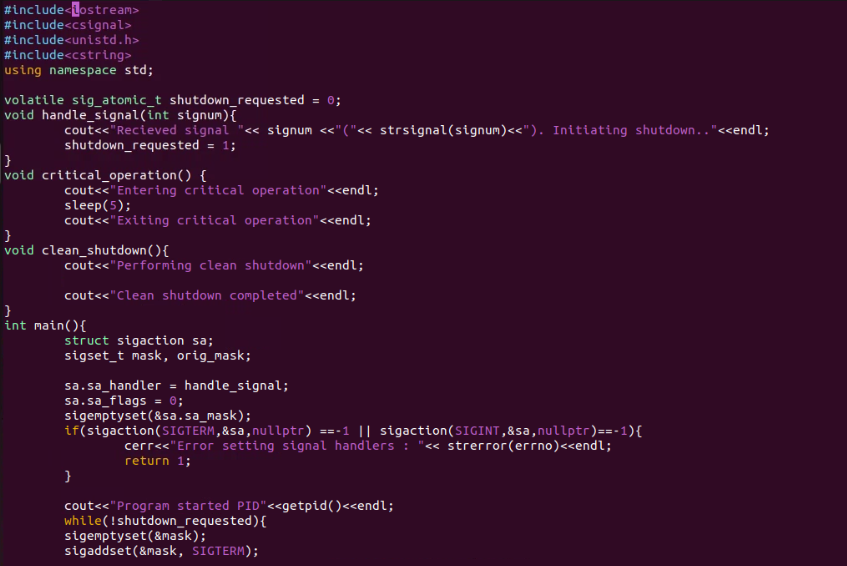 #include<iostream>
#include<csignal>
#include<unistd.h>
#include<cstring>
using namespace std;

volatile sig_atomic_t shutdown_requested = 0;
void handle_signal(int signum){
        cout<<"Recieved signal "<< signum <<"("<< strsignal(signum)<<"). Initiating shutdown.."<<endl;
        shutdown_requested = 1;
}
void critical_operation() {
        cout<<"Entering critical operation"<<endl;
        sleep(5);
        cout<<"Exiting critical operation"<<endl;
}
void clean_shutdown(){
        cout<<"Performing clean shutdown"<<endl;

        cout<<"Clean shutdown completed"<<endl;
}
int main(){
        struct sigaction sa;
        sigset_t mask, orig_mask;

        sa.sa_handler = handle_signal;
        sa.sa_flags = 0;
        sigemptyset(&sa.sa_mask);
        if(sigaction(SIGTERM,&sa,nullptr) ==-1 || sigaction(SIGINT,&sa,nullptr)==-1){
                cerr<<"Error setting signal handlers : "<< strerror(errno)<<endl;
                return 1;
        }

        cout<<"Program started PID"<<getpid()<<endl;
        while(!shutdown_requested){
        sigemptyset(&mask);
        sigaddset(&mask, SIGTERM);